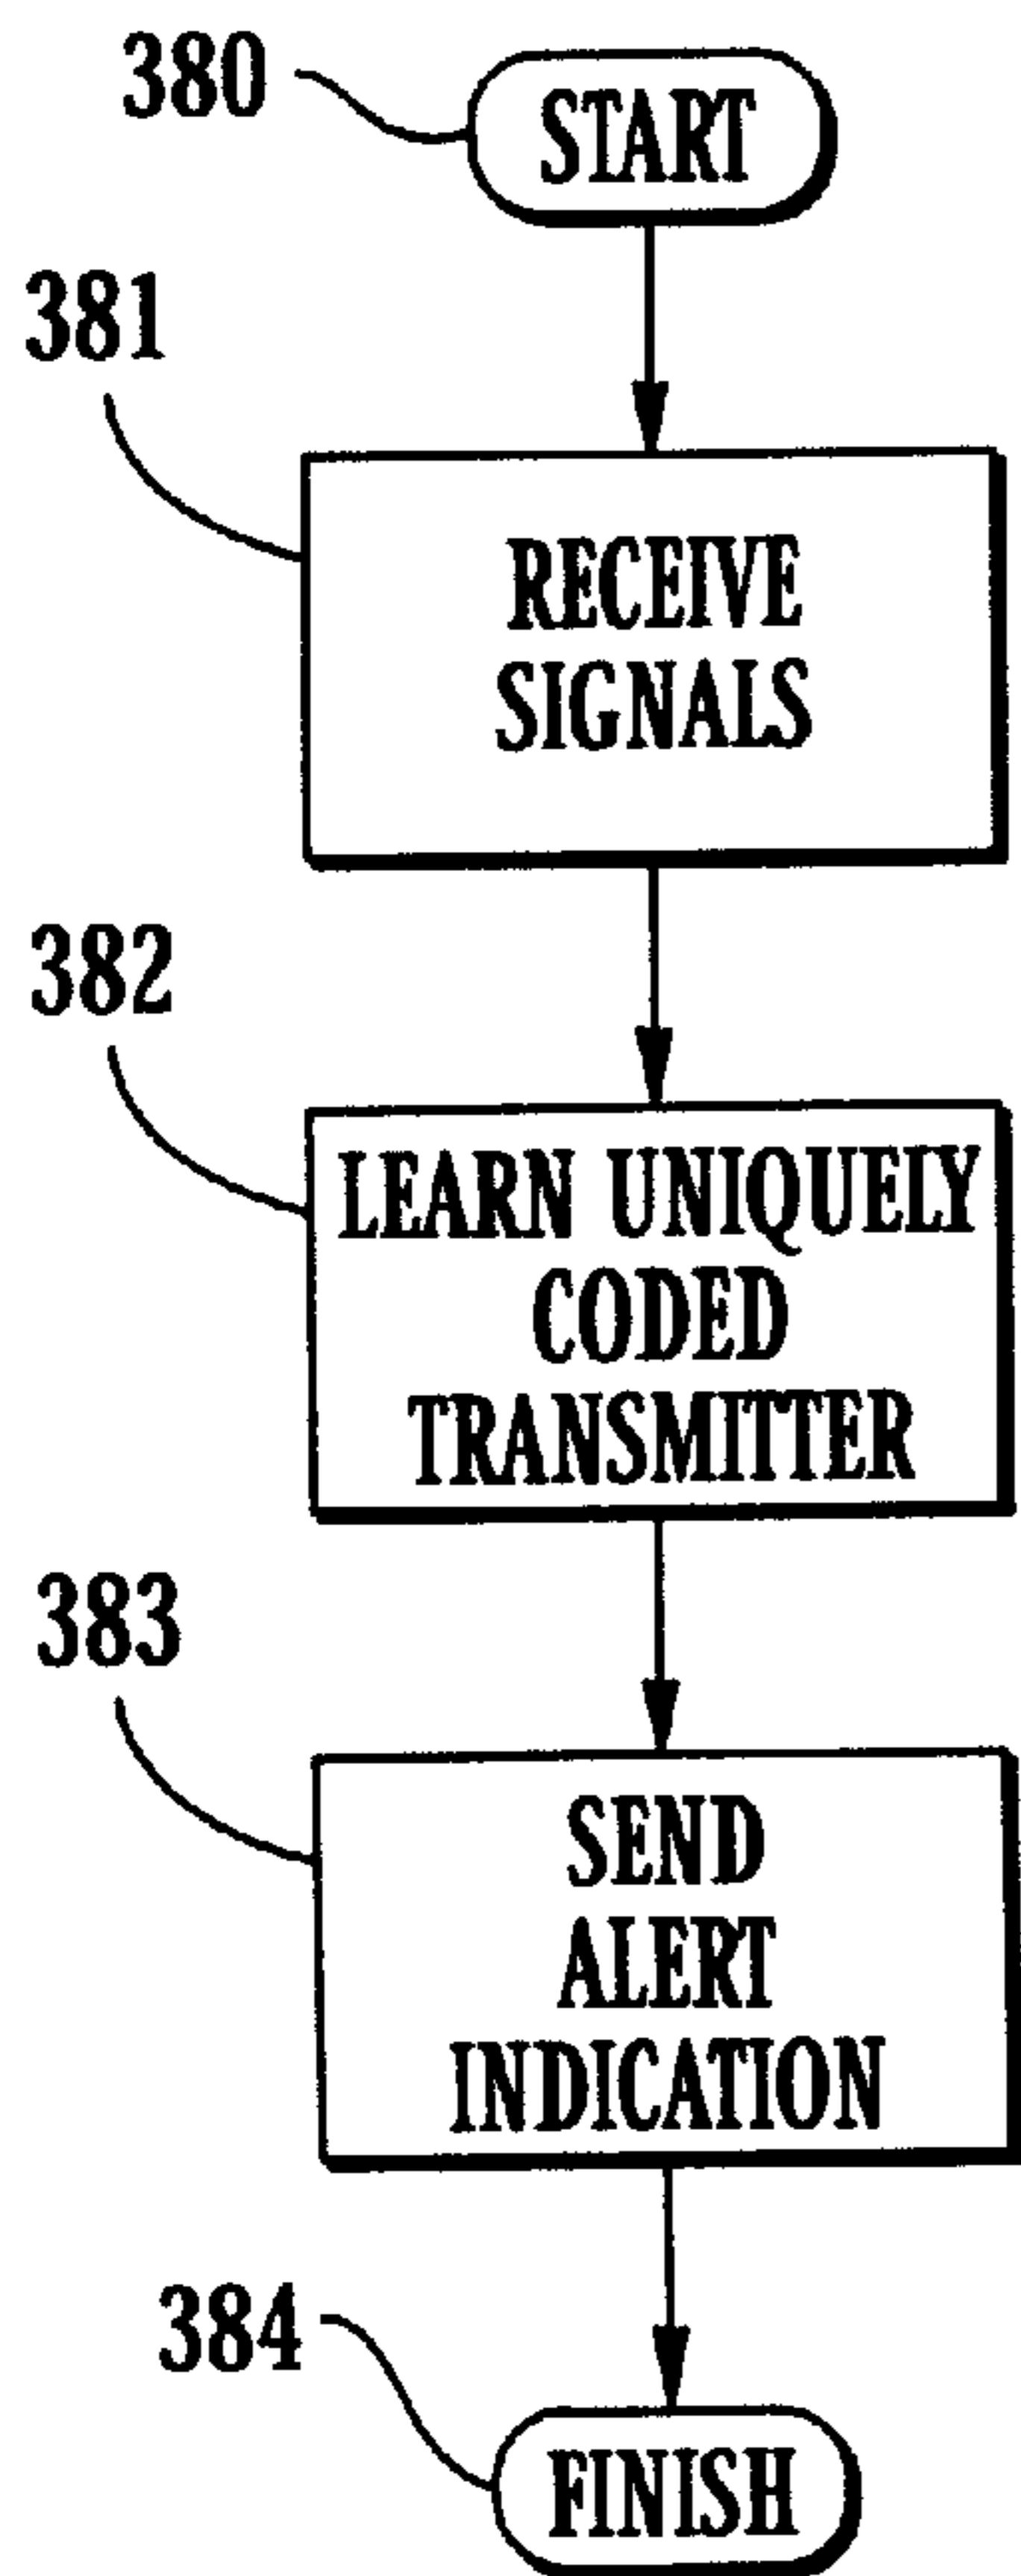 380
START
381
RECEIVE
SIGNALS
382
LEARN UNIQUELY
CODED
TRANSMITTER
383
SEND
ALERT
INDICATION
384
FINISH